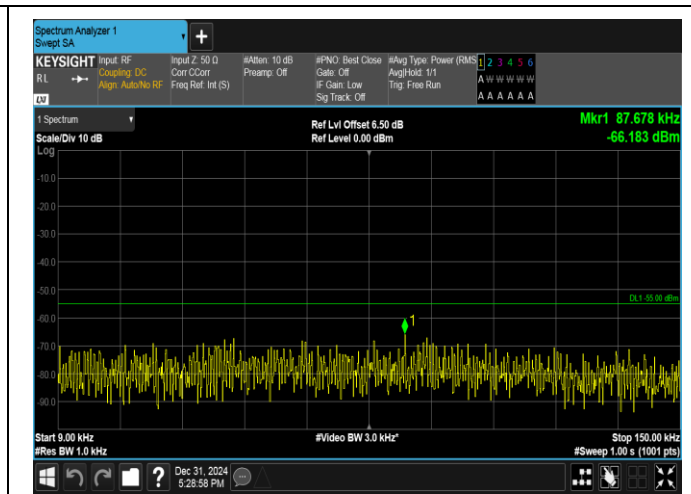 Spectrum Analyzer 1
Swept SA
+
KEYSIGHT
RL
LXI
Input: RF
Coupling: DC
Align: Auto/No RF
Input Z: 50 Ω
Corr CCorr
Freq Ref: Int (S)
#Atten: 10 dB
Preamp: Off
#PNO: Best Close
Gate: Off
IF Gain: Low
Sig Track: Off
#Avg Type: Power (RMS
Avg|Hold: 1/1
Trig: Free Run
1 2 3 4 5 6
A W W W W W
A A A A A A
1 Spectrum
Scale/Div 10 dB
Log
Ref Lvl Offset 6.50 dB
Ref Level 0.00 dBm
Mkr1 87.678 kHz
-66.183 dBm
-10.0
-20.0
-30.0
-40.0
-50.0
-60.0
-70.0
-80.0
-90.0
DL1 -55.00 dBm
1
Start 9.00 kHz
#Res BW 1.0 kHz
#Video BW 3.0 kHz*
Stop 150.00 kHz
#Sweep 1.00 s (1001 pts)
?
Dec 31, 2024
5:28:58 PM